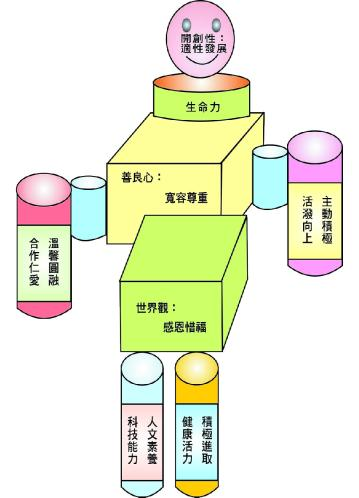 開創性：
適性發展
生命力
善良心：
寬容尊重
主動積極
活潑向上
溫馨圓融
合作仁愛
世界觀：
感恩惜福
人文素養
科技能力
積極進取
健康活力